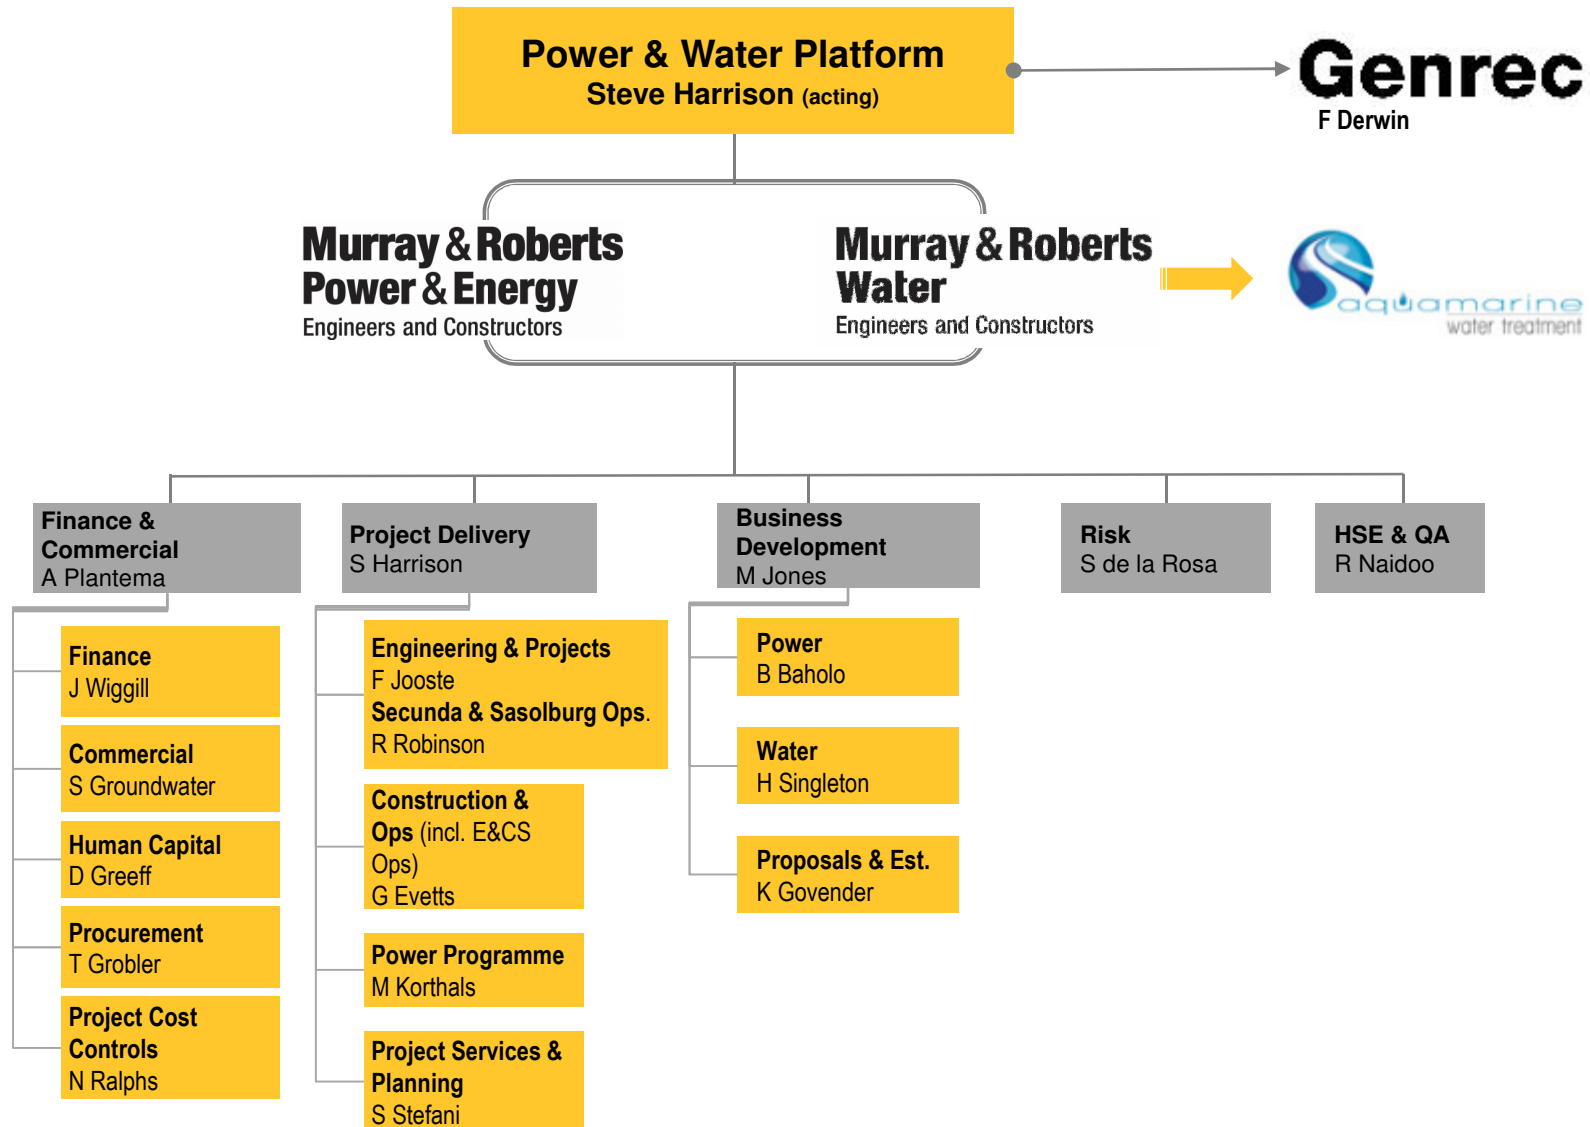 Power & Water Platform
Steve Harrison (acting)
Genrec
F Derwin
Murray & Roberts
Power & Energy
Engineers and Constructors
Murray & Roberts
Water
Engineers and Constructors
aquamarine
water treatment
Finance &
Commercial
A Plantema
Finance
J Wiggill
Commercial
S Groundwater
Human Capital
D Greeff
Procurement
T Grobler
Project Cost
Controls
N Ralphs
Project Delivery
S Harrison
Engineering & Projects
F Jooste
Secunda & Sasolburg Ops.
R Robinson
Construction &
Ops (incl. E&CS
Ops)
G Evetts
Power Programme
M Korthals
Project Services &
Planning
S Stefani
Business
Development
M Jones
Power
B Baholo
Water
H Singleton
Proposals & Est.
K Govender
Risk
S de la Rosa
HSE & QA
R Naidoo